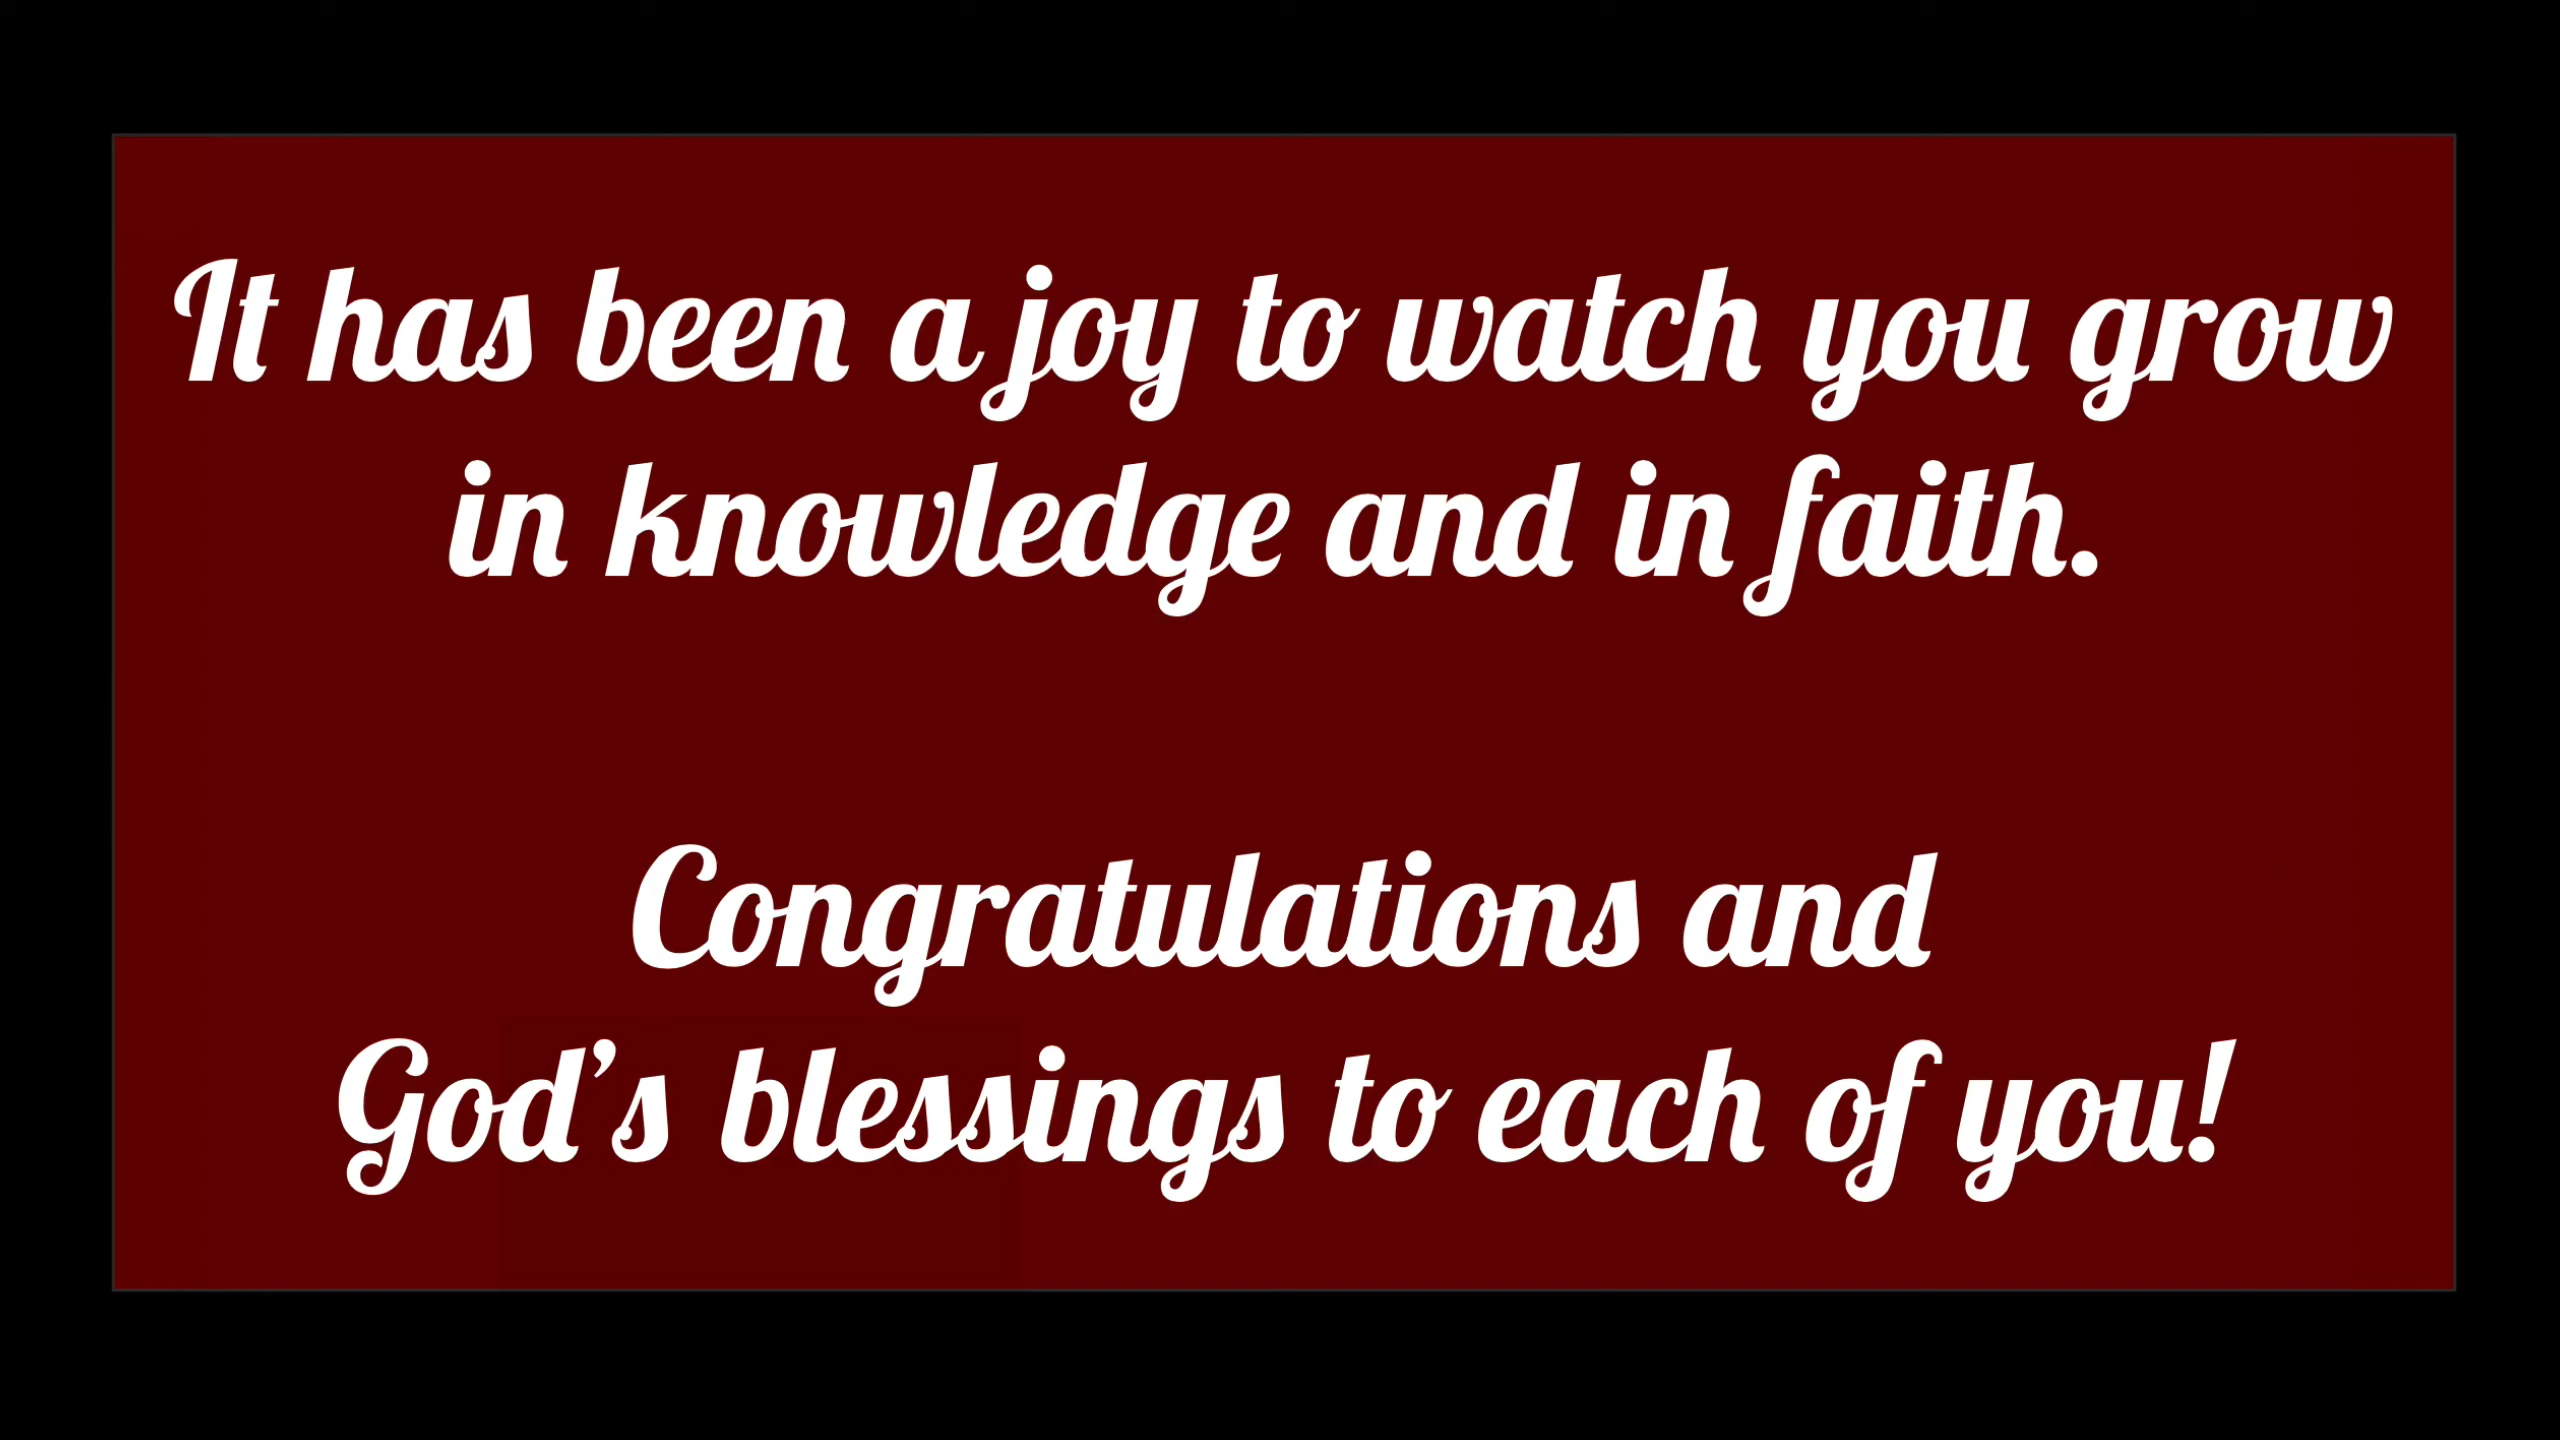 It has been a joy to watch you grow
in knowledge and in faith.
Congratulations and
God’s blessings to each of you!